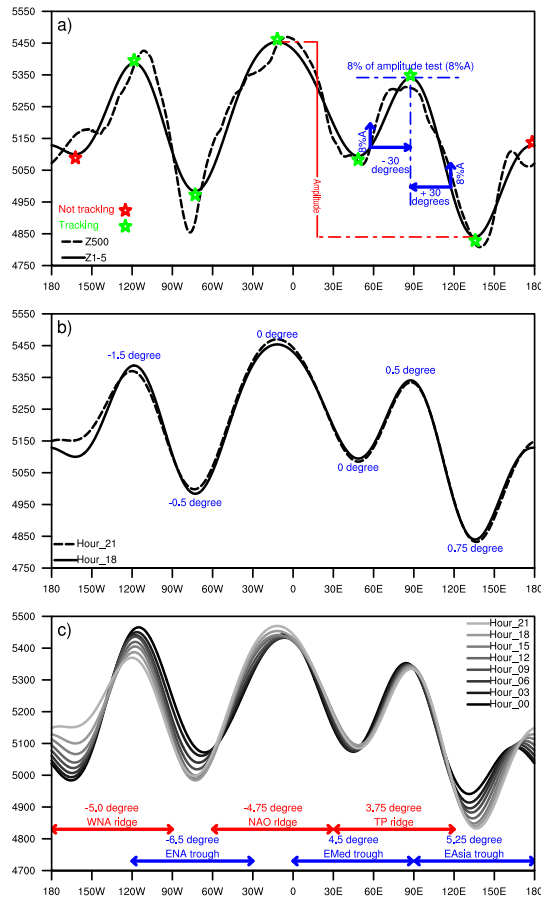 a)
5550
5450
5350
5250
5150
5050
4950
4850
4750
8% of amplitude test (8%A)
8%A
- 30
degrees
8%A
+ 30
degrees
Amplitude
Not tracking
Tracking
Z500
Z1-5
180 150W 120W 90W 60W 30W 0 30E 60E 90E 120E 150E 180
b)
5550
5450
5350
5250
5150
5050
4950
4850
4750
-1.5 degree
0 degree
0.5 degree
-0.5 degree
0 degree
0.75 degree
Hour_21
Hour_18
180 150W 120W 90W 60W 30W 0 30E 60E 90E 120E 150E 180
c)
5500
5400
5300
5200
5100
5000
4900
4800
4700
Hour_21
Hour_18
Hour_15
Hour_12
Hour_09
Hour_06
Hour_03
Hour_00
-5.0 degree -4.75 degree 3.75 degree
WNA ridge NAO ridge TP ridge
-6.5 degree 4.5 degree 5.25 degree
ENA trough EMed trough EAsia trough
180 150W 120W 90W 60W 30W 0 30E 60E 90E 120E 150E 180